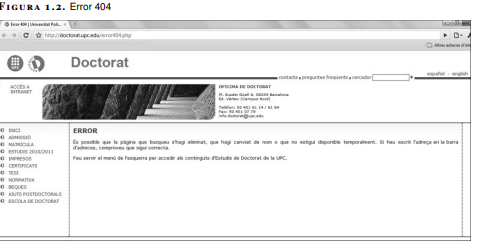 FIGURA 1.2. Error 404
Error 404 | Universitat Poli...
http://doctorat.upc.edu/error404.php
Altres adreces d'inte
Doctorat
contacte preguntes freqüents cercador
español english
ACCÉS A
INTRANET
OFICINA DE DOCTORAT
Pl. Eusebi Güell 6, 08034 Barcelona
Ed. Vèrtex (Campus Nord)
Telèfon: 93 401 61 14 / 61 84
Fax: 93 401 07 79
info.doctorat@upc.edu
INICI
ADMISSIÓ
MATRÍCULA
ESTUDIS 2010/2011
IMPRESOS
CERTIFICATS
TESI
NORMATIVA
BEQUES
AJUTS POSTDOCTORALS
ESCOLA DE DOCTORAT
ERROR
És possible que la pàgina que busqueu s'hagi eliminat, que hagi canviat de nom o que no estigui disponible temporalment. Si heu escrit l'adreça en la barra
d'adreces, comproveu que sigui correcta.
Feu servir el menú de l'esquerra per accedir als continguts d'Estudis de Doctorat de la UPC.